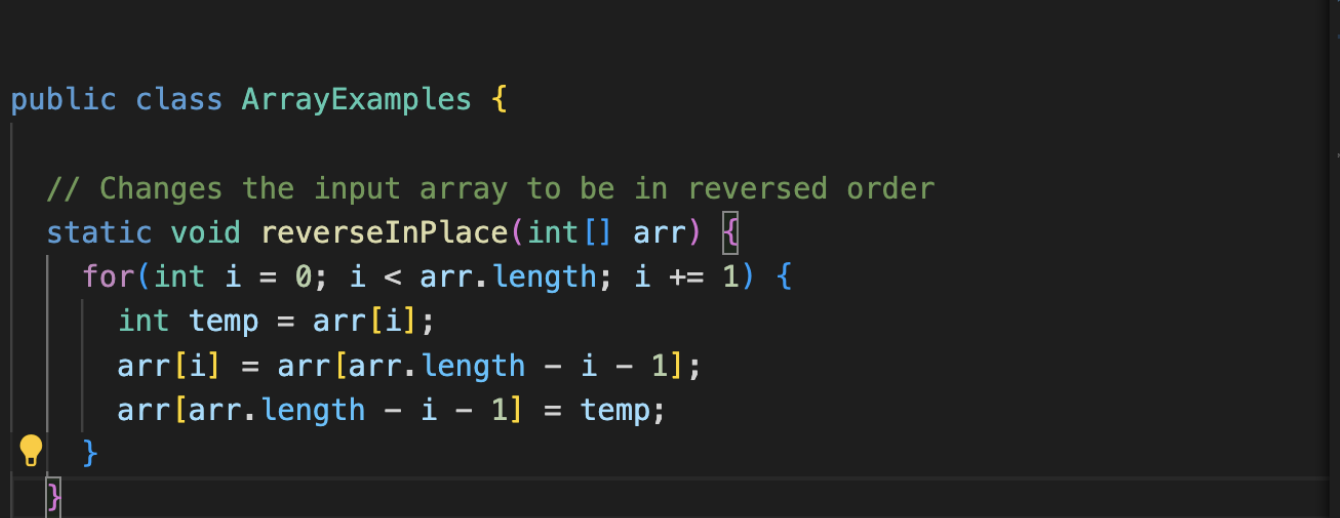 public class ArrayExamples {
// Changes the input array to be in reversed order
static void reverseInPlace(int[] arr) {
for(int i = 0; i < arr.length; i += 1) {
int temp = arr[i];
arr[i] = arr[arr.length - i - 1];
arr[arr.length - i - 1] = temp;
}
}